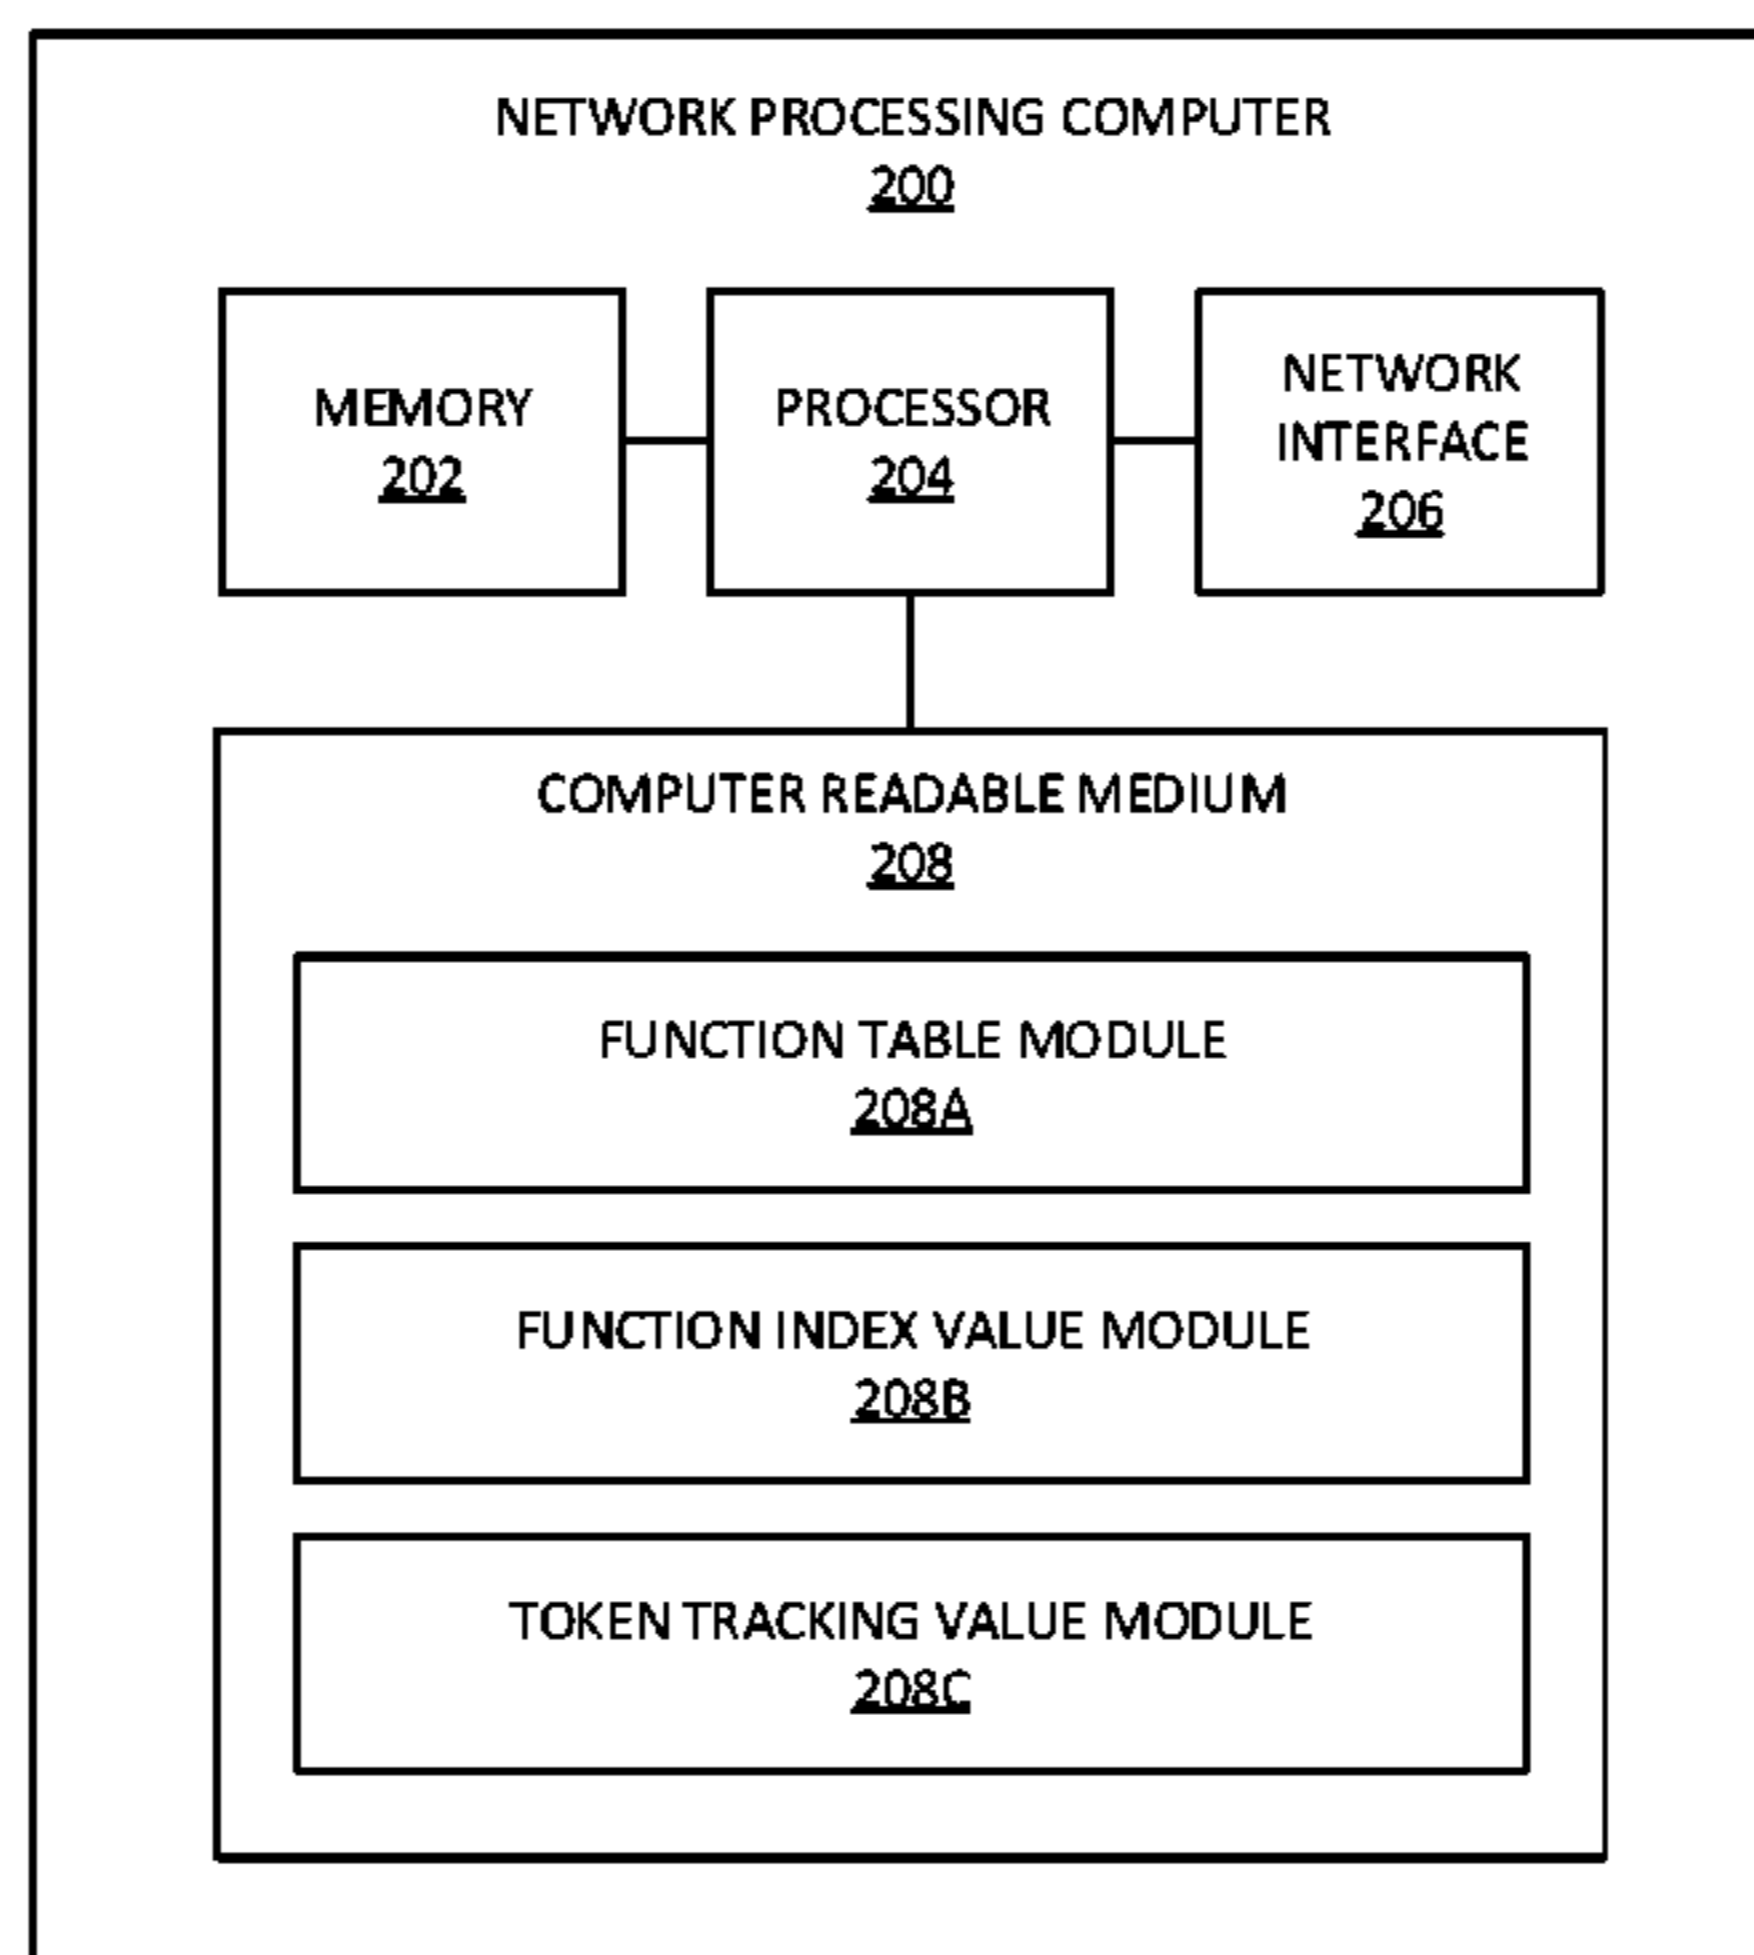 NETWORK PROCESSING COMPUTER
200
MEMORY
202
PROCESSOR
204
NETWORK
INTERFACE
206
COMPUTER READABLE MEDIUM
208
FUNCTION TABLE MODULE
208A
FUNCTION INDEX VALUE MODULE
208B
TOKEN TRACKING VALUE MODULE
208C